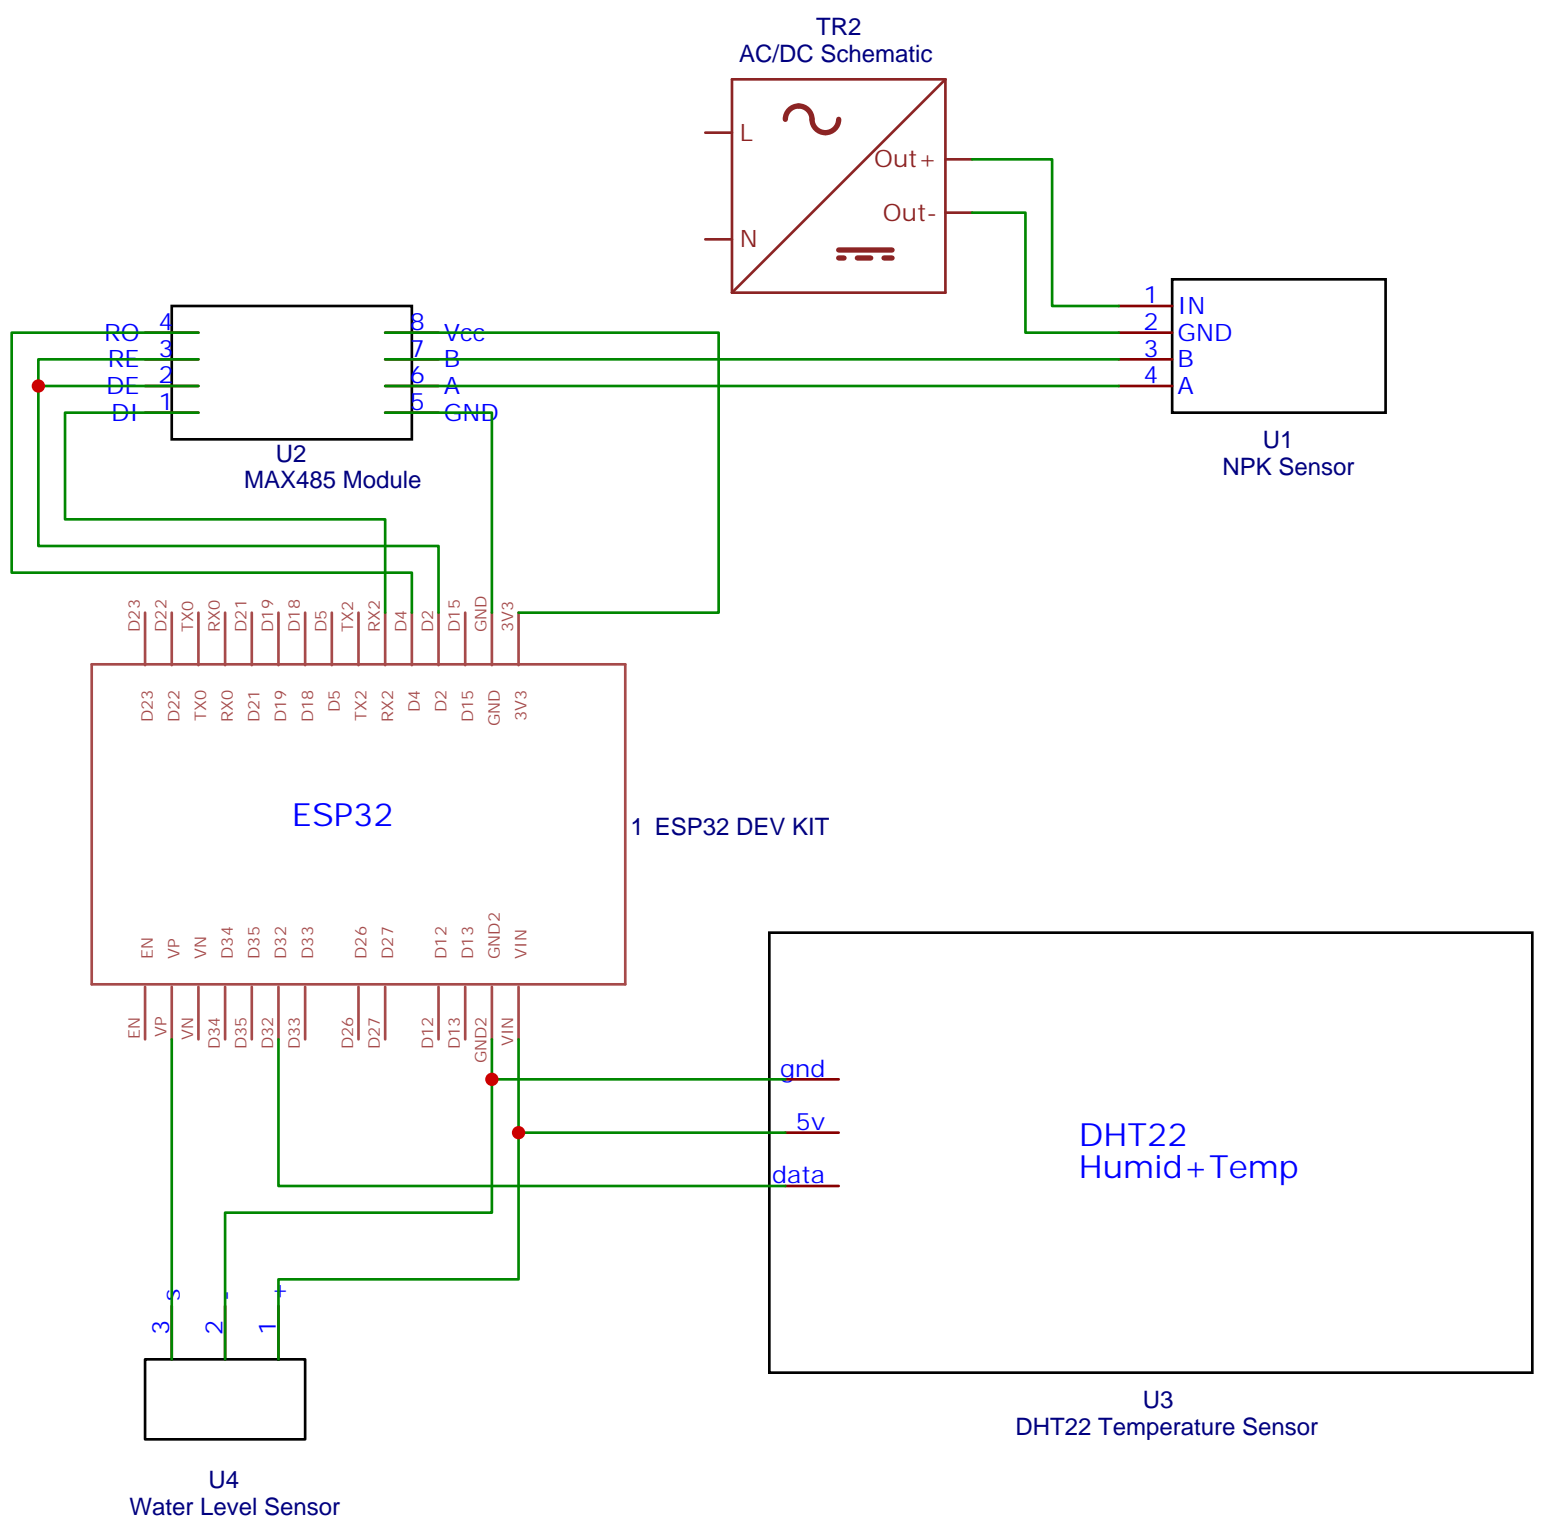 TR2
AC/DC Schematic
L
Out+
Out-
N
1 IN
2 GND
3 B
4 A
U1
NPK Sensor
RO 4 8 Vcc
RE 3 7 B
DE 2 6 A
DI 1 5 GND
U2
MAX485 Module
D23 D22 TX0 RX0 D21 D19 D18 D5 TX2 RX2 D4 D2 D15 GND 3V3
D23 D22 TX0 RX0 D21 D19 D18 D5 TX2 RX2 D4 D2 D15 GND 3V3
ESP32
1 ESP32 DEV KIT
EN VP VN D34 D35 D32 D33 D26 D27 D12 D13 GND2 VIN
EN VP VN D34 D35 D32 D33 D26 D27 D12 D13 GND2 VIN
gnd
5v
data
DHT22
Humid+Temp
U3
DHT22 Temperature Sensor
s - +
3 2 1
U4
Water Level Sensor